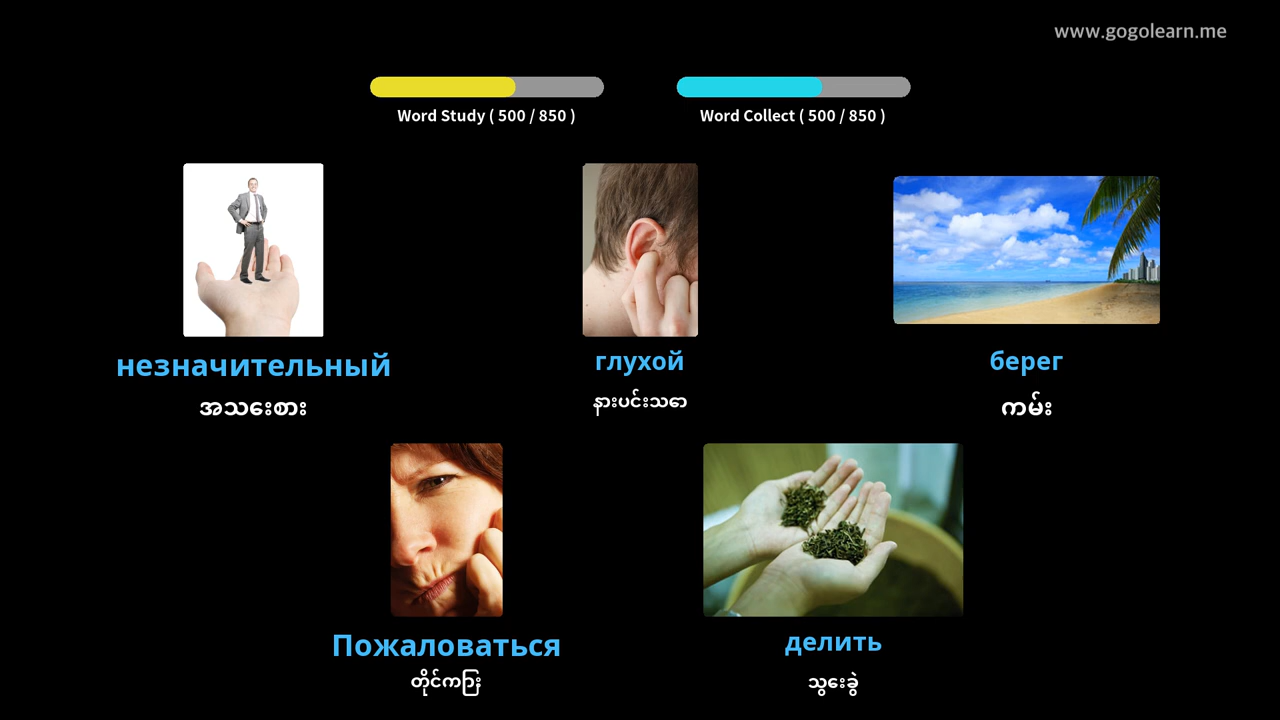 www.gogolearn.me
Word Study ( 500 / 850 )
Word Collect ( 500 / 850 )
незначительный
глухой
берег
အသေးစား
နားပင်းသော
ကမ်း
Пожаловаться
делить
တိုင်ကြား
သွေးခွဲ